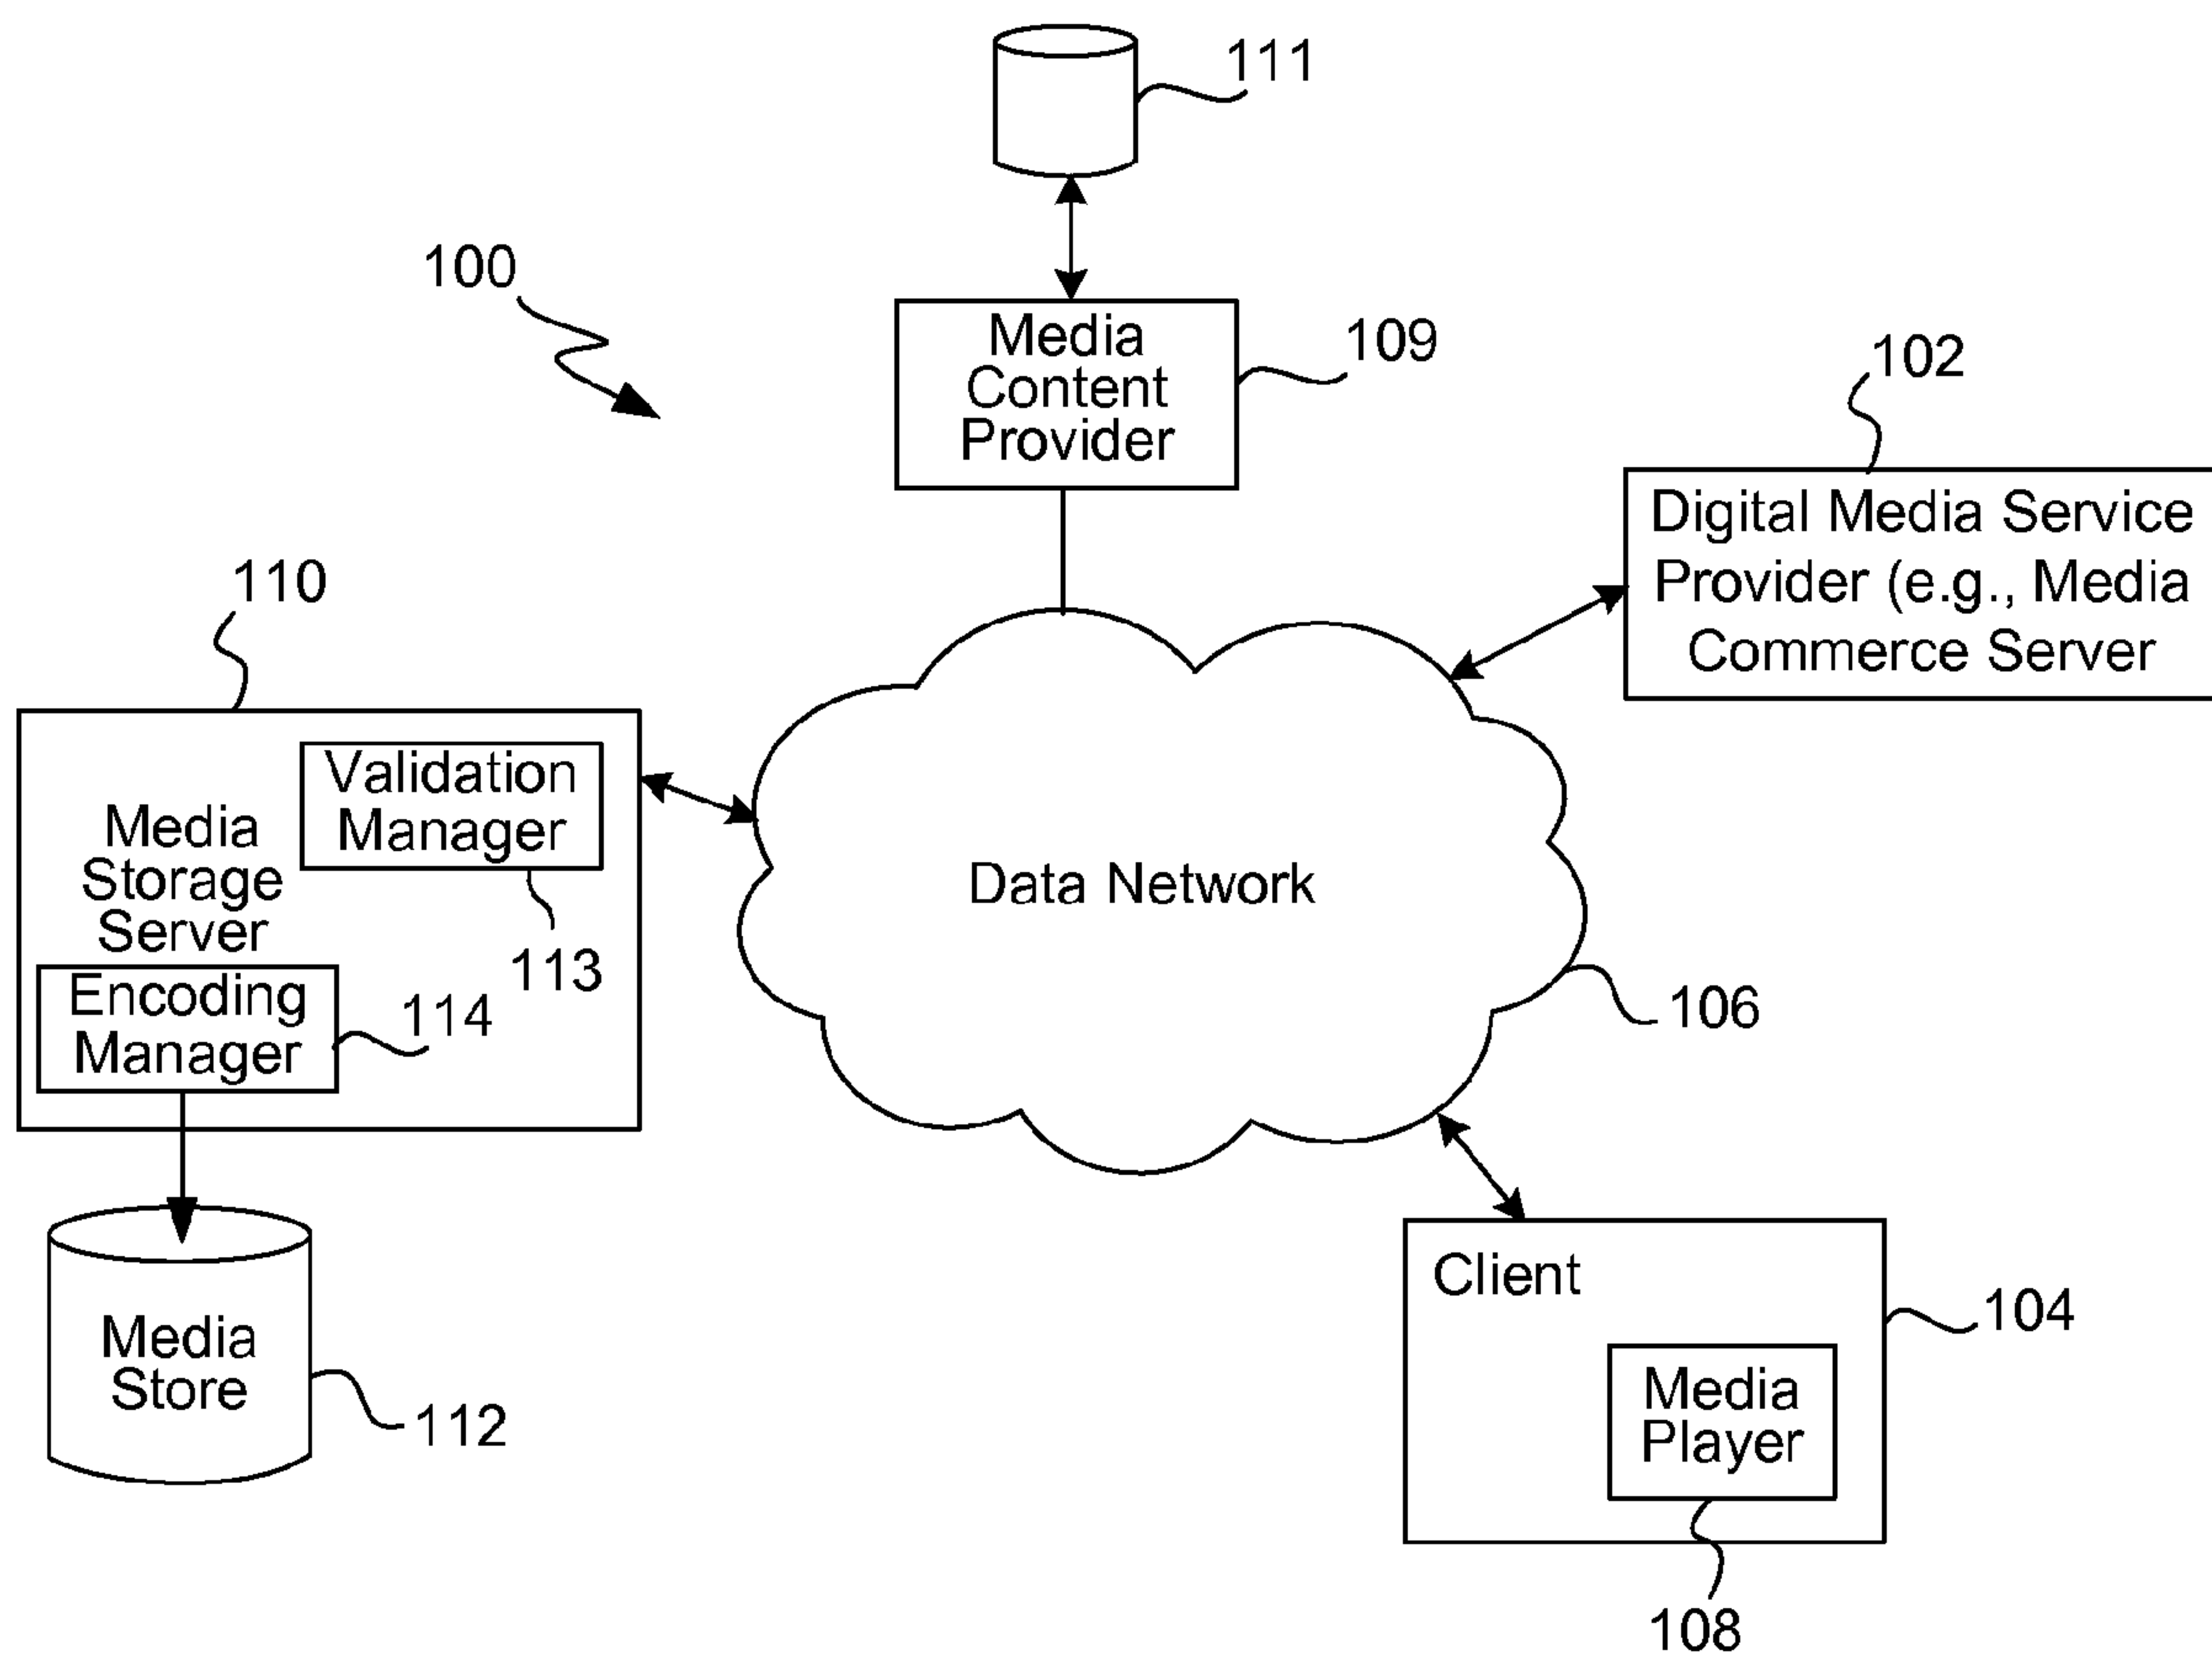 111
100
Media
Content
Provider
109
102
Digital Media Service
Provider (e.g., Media
Commerce Server
110
Validation
Manager
Media
Storage
Server
113
Encoding
Manager
114
Data Network
106
Media
Store
112
Client
104
Media
Player
108